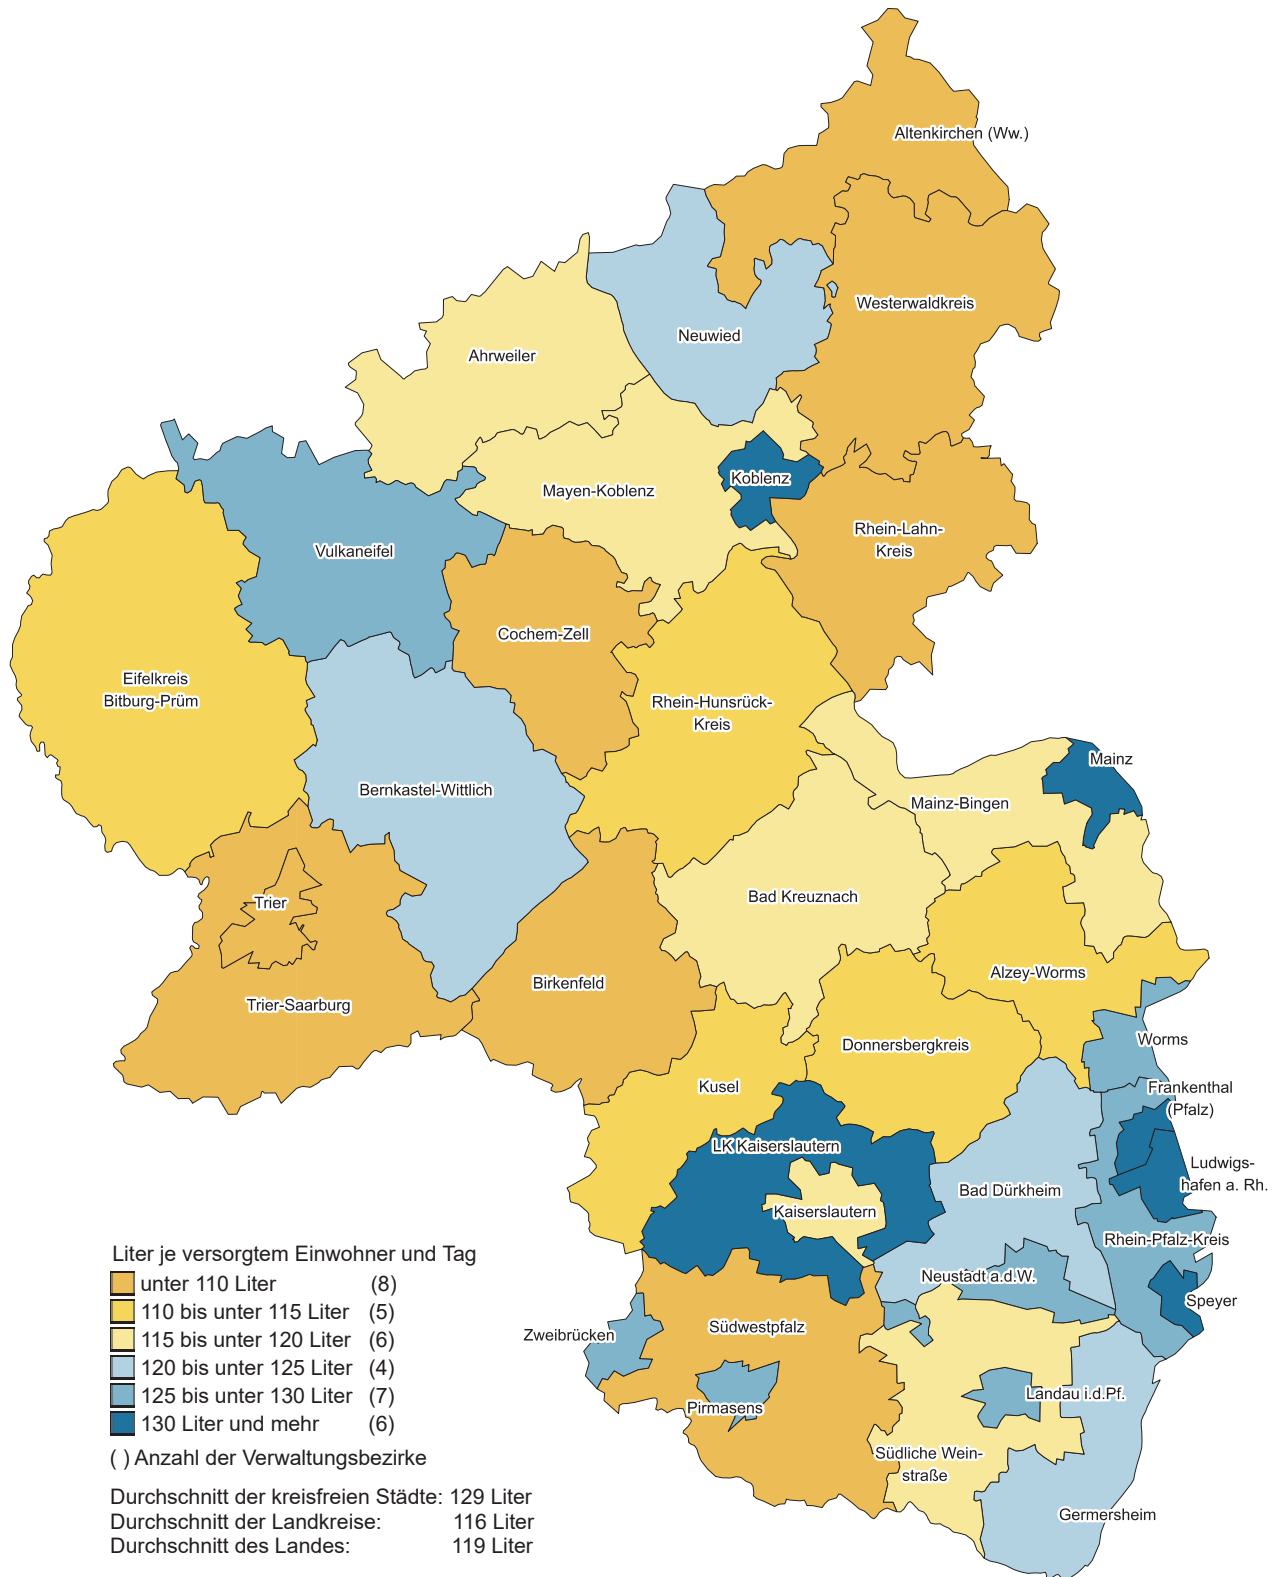 Altenkirchen (Ww.)
Westerwaldkreis
Neuwied
Ahrweiler
Koblenz
Mayen-Koblenz
Rhein-Lahn-
Kreis
Vulkaneifel
Cochem-Zell
Eifelkreis
Bitburg-Prüm
Rhein-Hunsrück-
Kreis
Mainz
Bernkastel-Wittlich
Mainz-Bingen
Bad Kreuznach
Trier
Alzey-Worms
Birkenfeld
Trier-Saarburg
Worms
Donnersbergkreis
Kusel
Frankenthal
(Pfalz)
LK Kaiserslautern
Ludwigs-
hafen a. Rh.
Bad Dürkheim
Kaiserslautern
Rhein-Pfalz-Kreis
Neustadt a.d.W.
Speyer
Südwestpfalz
Zweibrücken
Landau i.d.Pf.
Pirmasens
Südliche Wein-
straße
Germersheim
Liter je versorgtem Einwohner und Tag
unter 110 Liter (8)
110 bis unter 115 Liter (5)
115 bis unter 120 Liter (6)
120 bis unter 125 Liter (4)
125 bis unter 130 Liter (7)
130 Liter und mehr (6)
( ) Anzahl der Verwaltungsbezirke
Durchschnitt der kreisfreien Städte: 129 Liter
Durchschnitt der Landkreise: 116 Liter
Durchschnitt des Landes: 119 Liter